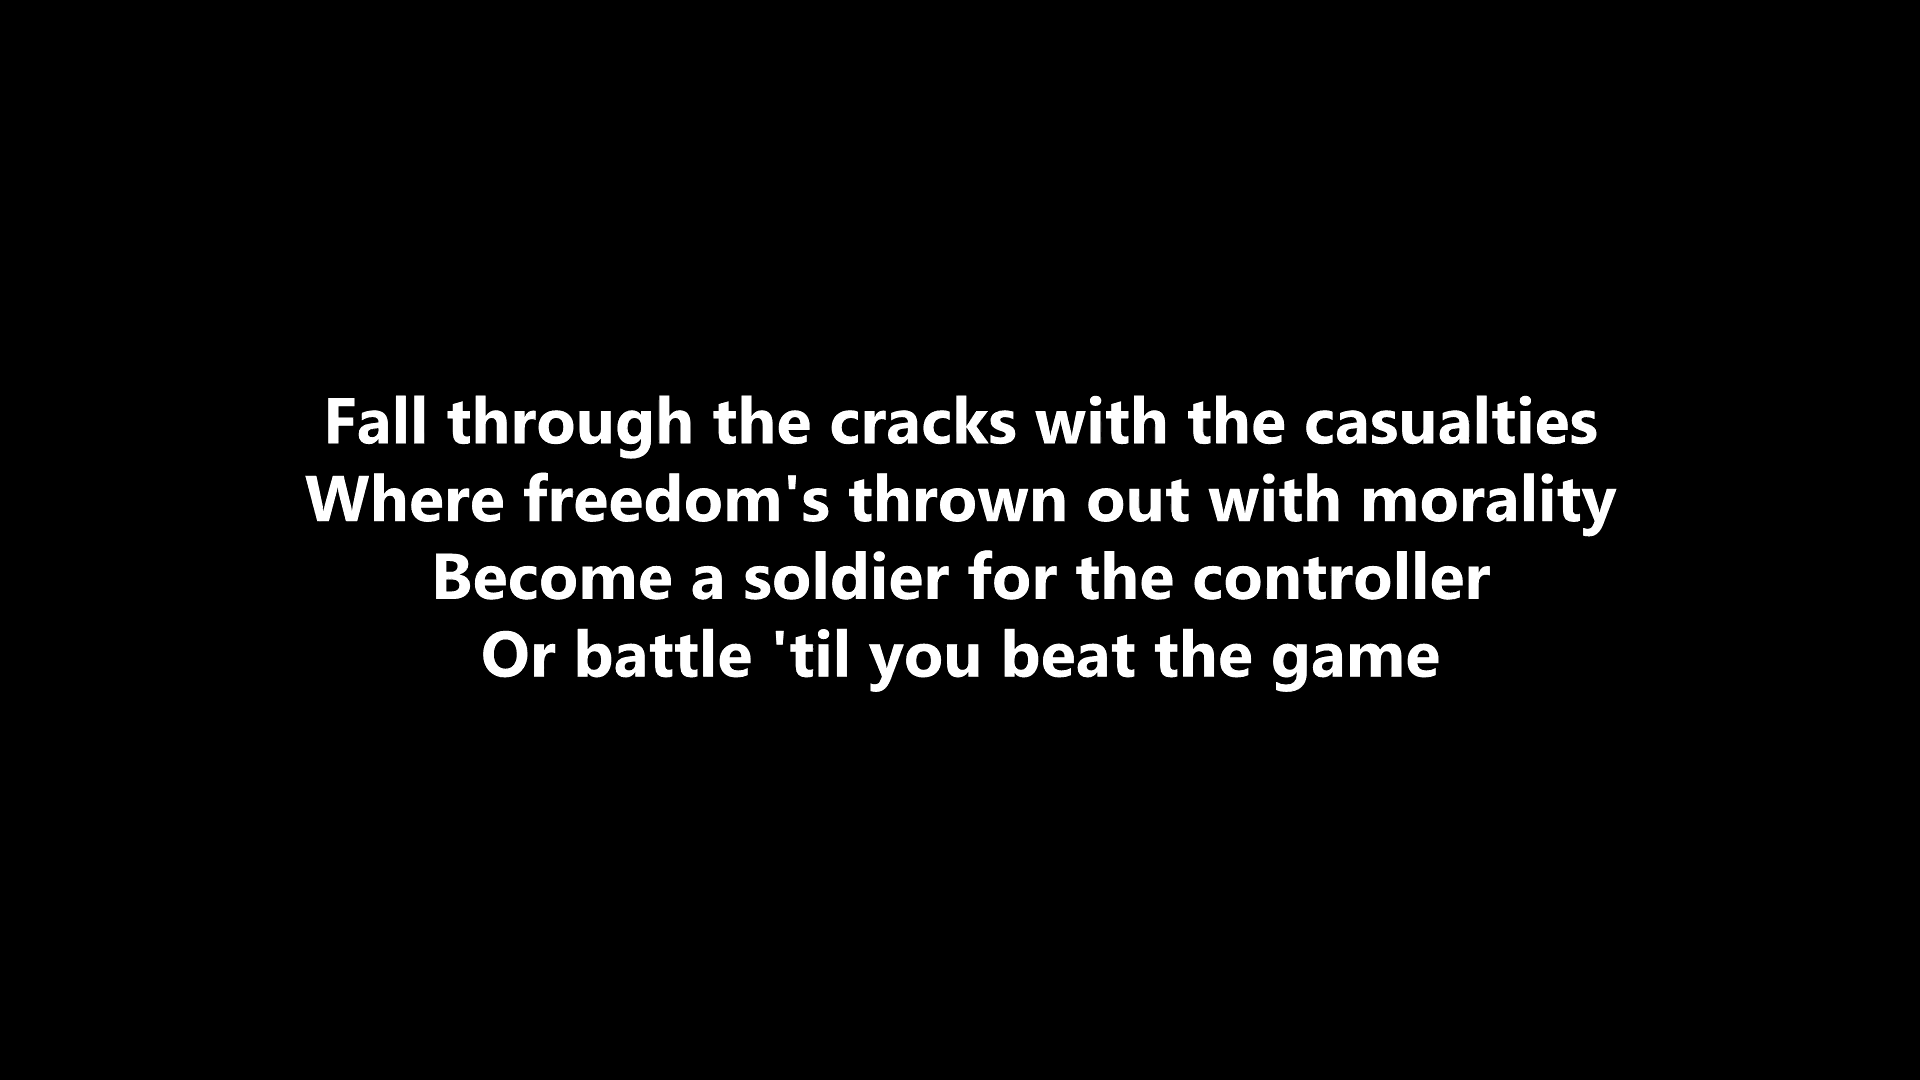 Fall through the cracks with the casualties
Where freedom's thrown out with morality
Become a soldier for the controller
Or battle 'til you beat the game